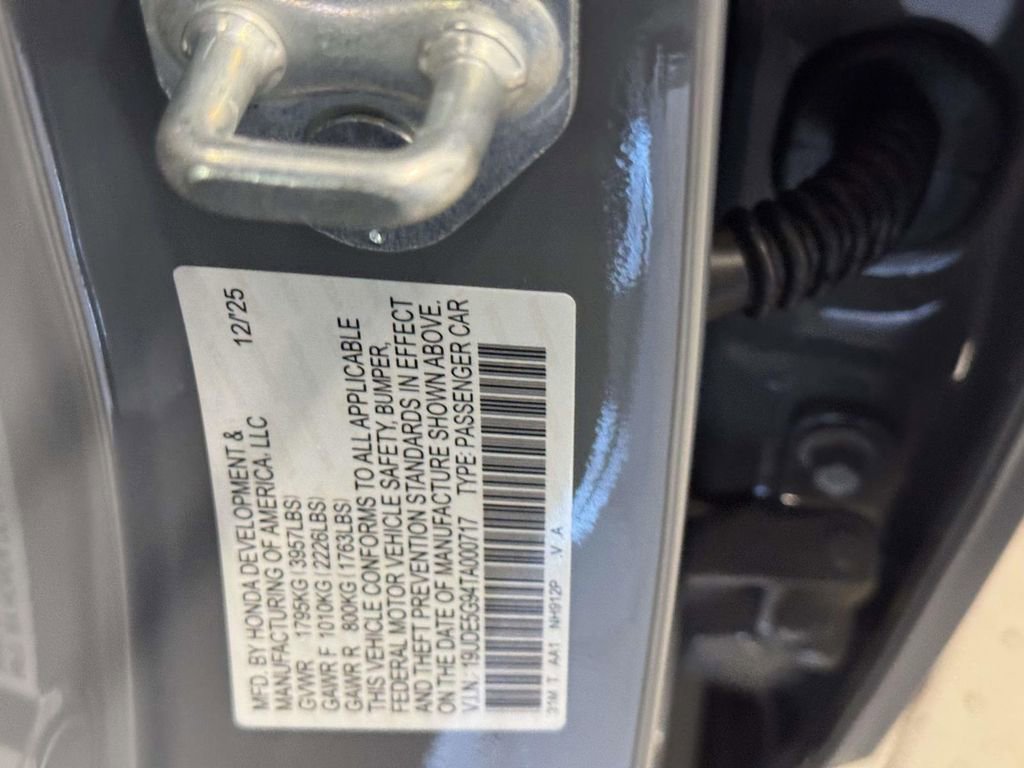 MFD. BY HONDA DEVELOPMENT & 12/'25
MANUFACTURING OF AMERICA. LLC
GVWR 1795KG(3957LBS)
GAWR F 1010KG(2226LBS)
GAWR R 800KG(1763LBS)
THIS VEHICLE CONFORMS TO ALL APPLICABLE
FEDERAL MOTOR VEHICLE SAFETY, BUMPER,
AND THEFT PREVENTION STANDARDS IN EFFECT
ON THE DATE OF MANUFACTURE SHOWN ABOVE.
V.I.N.: 19UDE5G94TA000717 TYPE: PASSENGER CAR
31M T AA1 NH912P V A